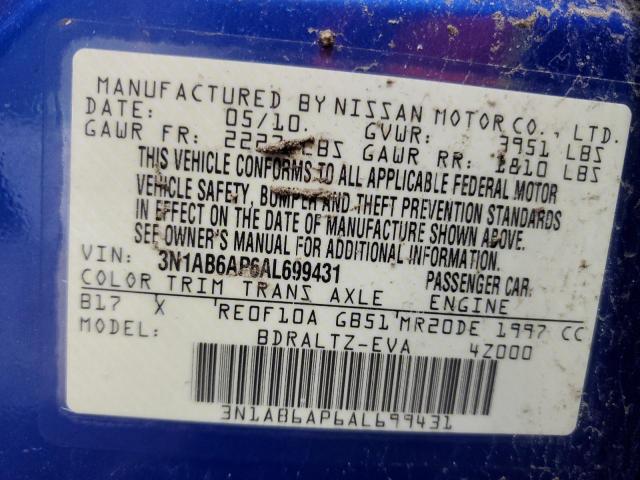 MANUFACTURED BY NISSAN MOTOR CO., LTD.
DATE: 05/10. GVWR: 3951 LBS
GAWR FR: 2227 LBS GAWR RR: 1810 LBS
THIS VEHICLE CONFORMS TO ALL APPLICABLE FEDERAL MOTOR
VEHICLE SAFETY, BUMPER AND THEFT PREVENTION STANDARDS
IN EFFECT ON THE DATE OF MANUFACTURE SHOWN ABOVE.
SEE OWNER'S MANUAL FOR ADDITIONAL INFORMATION.
VIN: 3N1AB6AP6AL699431 PASSENGER CAR
COLOR TRIM TRANS AXLE ENGINE
B17 X RE0F10A GB51 MR20DE 1997 CC
MODEL: BDRALTZ-EVA 4Z000
3N1AB6AP6AL699431